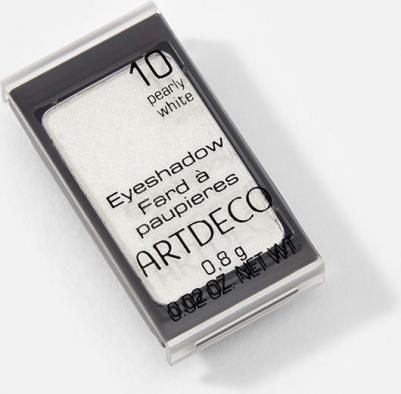 10
pearly
white
Eyeshadow
Fard à
paupieres
ARTDECO
0,8 g
0.02 OZ. NET WT.